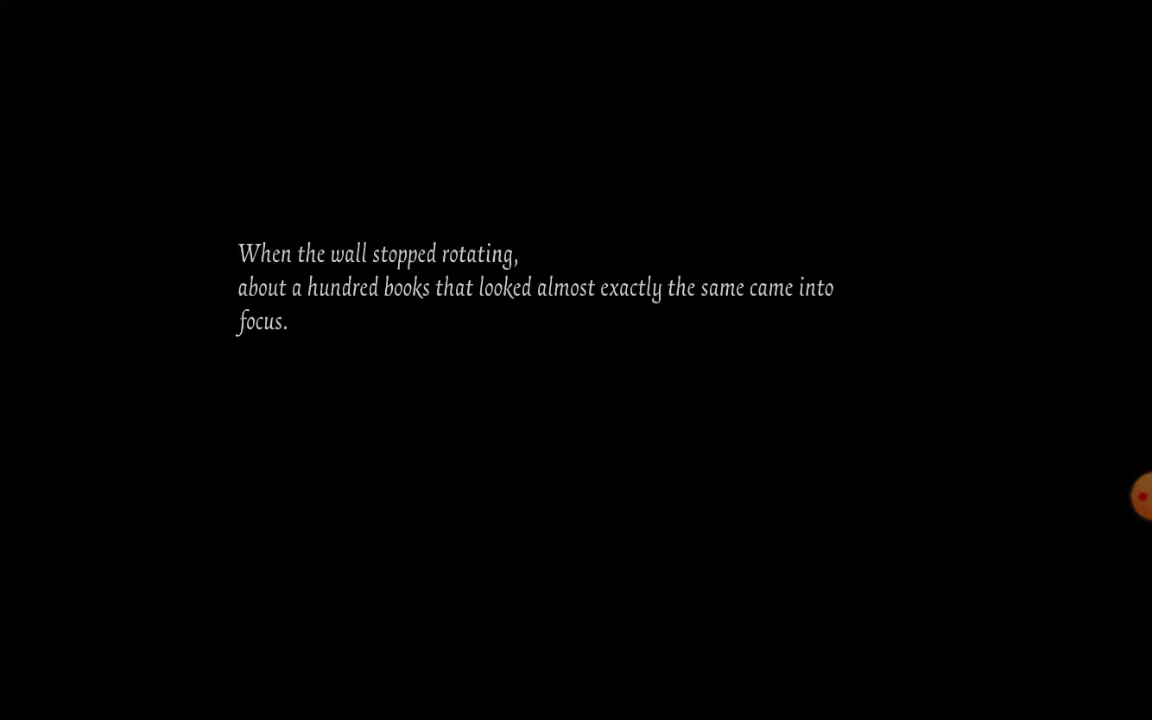 When the wall stopped rotating,
about a hundred books that looked almost exactly the same came into
focus.